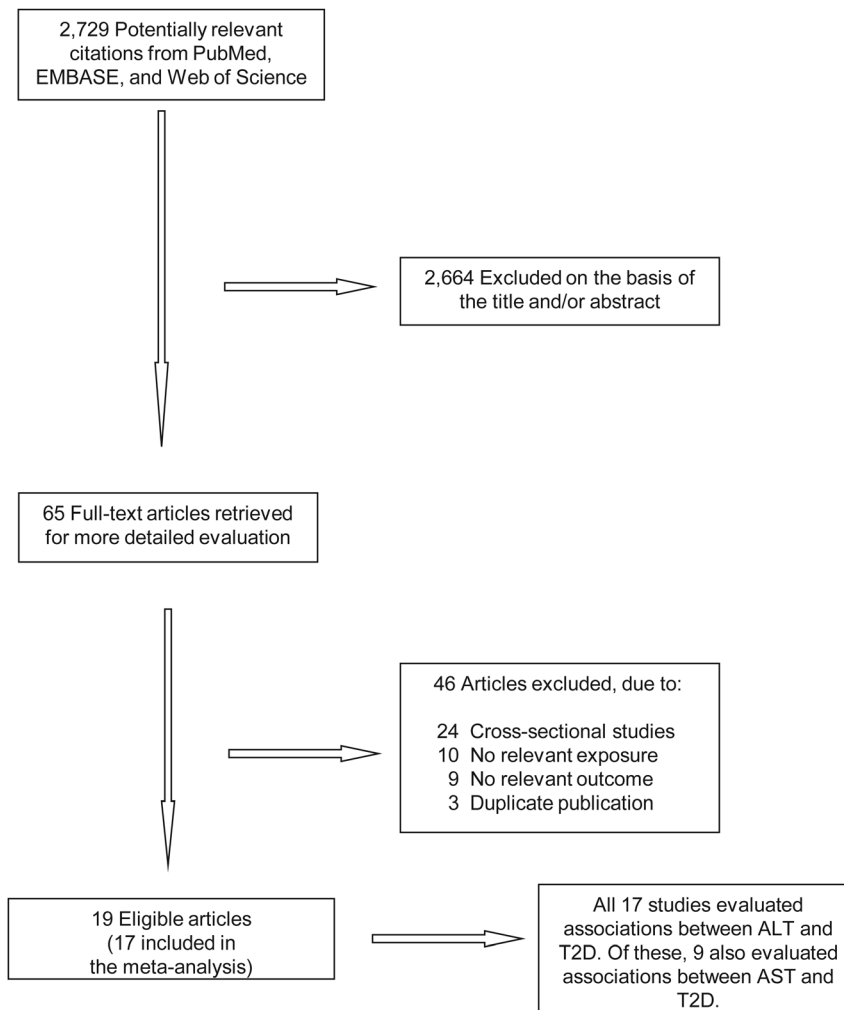 2,729 Potentially relevant
citations from PubMed,
EMBASE, and Web of Science
2,664 Excluded on the basis of
the title and/or abstract
65 Full-text articles retrieved
for more detailed evaluation
46 Articles excluded, due to:
24 Cross-sectional studies
10 No relevant exposure
9 No relevant outcome
3 Duplicate publication
19 Eligible articles
(17 included in
the meta-analysis)
All 17 studies evaluated
associations between ALT and
T2D. Of these, 9 also evaluated
associations between AST and
T2D.